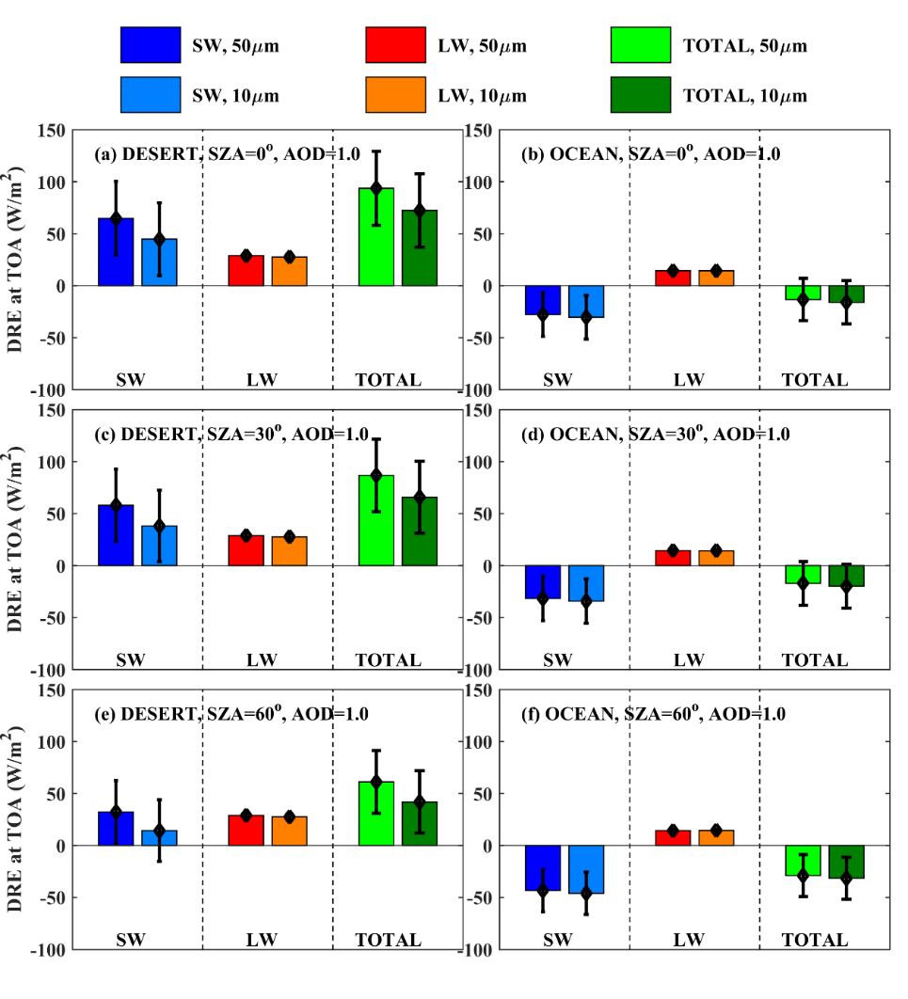 SW, 50μm LW, 50μm TOTAL, 50μm
SW, 10μm LW, 10μm TOTAL, 10μm
DRE at TOA (W/m²)
150
100
50
0
-50
-100
(a) DESERT, SZA=0°, AOD=1.0
SW LW TOTAL
150
100
50
0
-50
-100
(b) OCEAN, SZA=0°, AOD=1.0
SW LW TOTAL
DRE at TOA (W/m²)
150
100
50
0
-50
-100
(c) DESERT, SZA=30°, AOD=1.0
SW LW TOTAL
150
100
50
0
-50
-100
(d) OCEAN, SZA=30°, AOD=1.0
SW LW TOTAL
DRE at TOA (W/m²)
150
100
50
0
-50
-100
(e) DESERT, SZA=60°, AOD=1.0
SW LW TOTAL
150
100
50
0
-50
-100
(f) OCEAN, SZA=60°, AOD=1.0
SW LW TOTAL